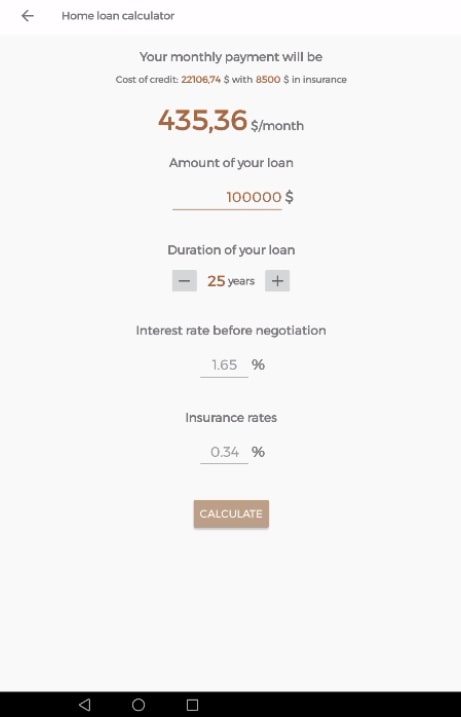 Home loan calculator
Your monthly payment will be
Cost of credit: 22106,74 $ with 8500 $ in insurance
435,36 $/month
Amount of your loan
100000 $
Duration of your loan
− 25 years +
Interest rate before negotiation
1.65 %
Insurance rates
0.34 %
CALCULATE